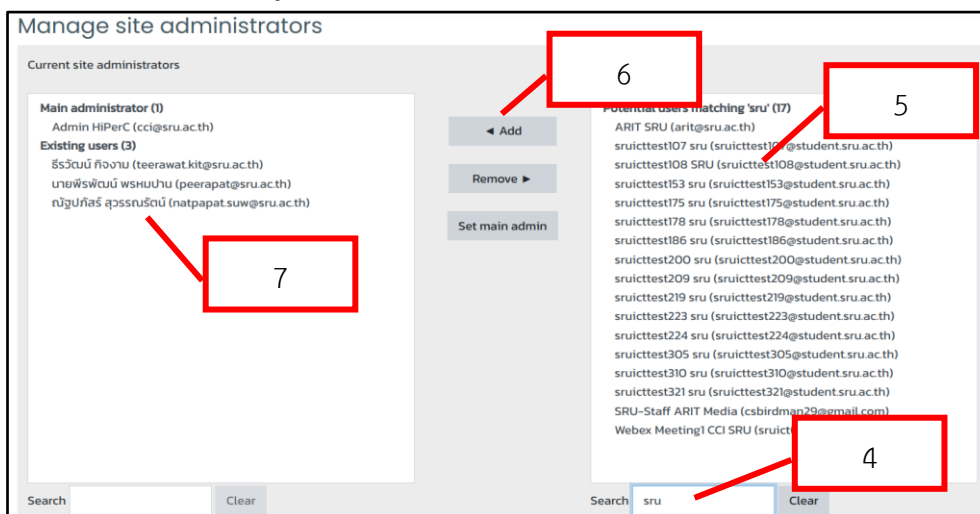 Manage site administrators
Current site administrators
Main administrator (1)
Admin HiPerC (cci@sru.ac.th)
Existing users (3)
ธีรวัฒน์ กิจงาม (teerawat.kit@sru.ac.th)
นายพีรพัฒน์ พรหมปาน (peerapat@sru.ac.th)
ณัฐปภัสร์ สุวรรณรัตน์ (natpapat.suw@sru.ac.th)
7
Search
Clear
6
◄ Add
Remove ►
Set main admin
5
Potential users matching 'sru' (17)
ARIT SRU (arit@sru.ac.th)
sruicttest107 sru (sruicttest107@student.sru.ac.th)
sruicttest108 SRU (sruicttest108@student.sru.ac.th)
sruicttest153 sru (sruicttest153@student.sru.ac.th)
sruicttest175 sru (sruicttest175@student.sru.ac.th)
sruicttest178 sru (sruicttest178@student.sru.ac.th)
sruicttest186 sru (sruicttest186@student.sru.ac.th)
sruicttest200 sru (sruicttest200@student.sru.ac.th)
sruicttest209 sru (sruicttest209@student.sru.ac.th)
sruicttest219 sru (sruicttest219@student.sru.ac.th)
sruicttest223 sru (sruicttest223@student.sru.ac.th)
sruicttest224 sru (sruicttest224@student.sru.ac.th)
sruicttest305 sru (sruicttest305@student.sru.ac.th)
sruicttest310 sru (sruicttest310@student.sru.ac.th)
sruicttest321 sru (sruicttest321@student.sru.ac.th)
SRU-Staff ARIT Media (csbirdman29@gmail.com)
Webex Meeting1 CCI SRU
4
Search sru Clear